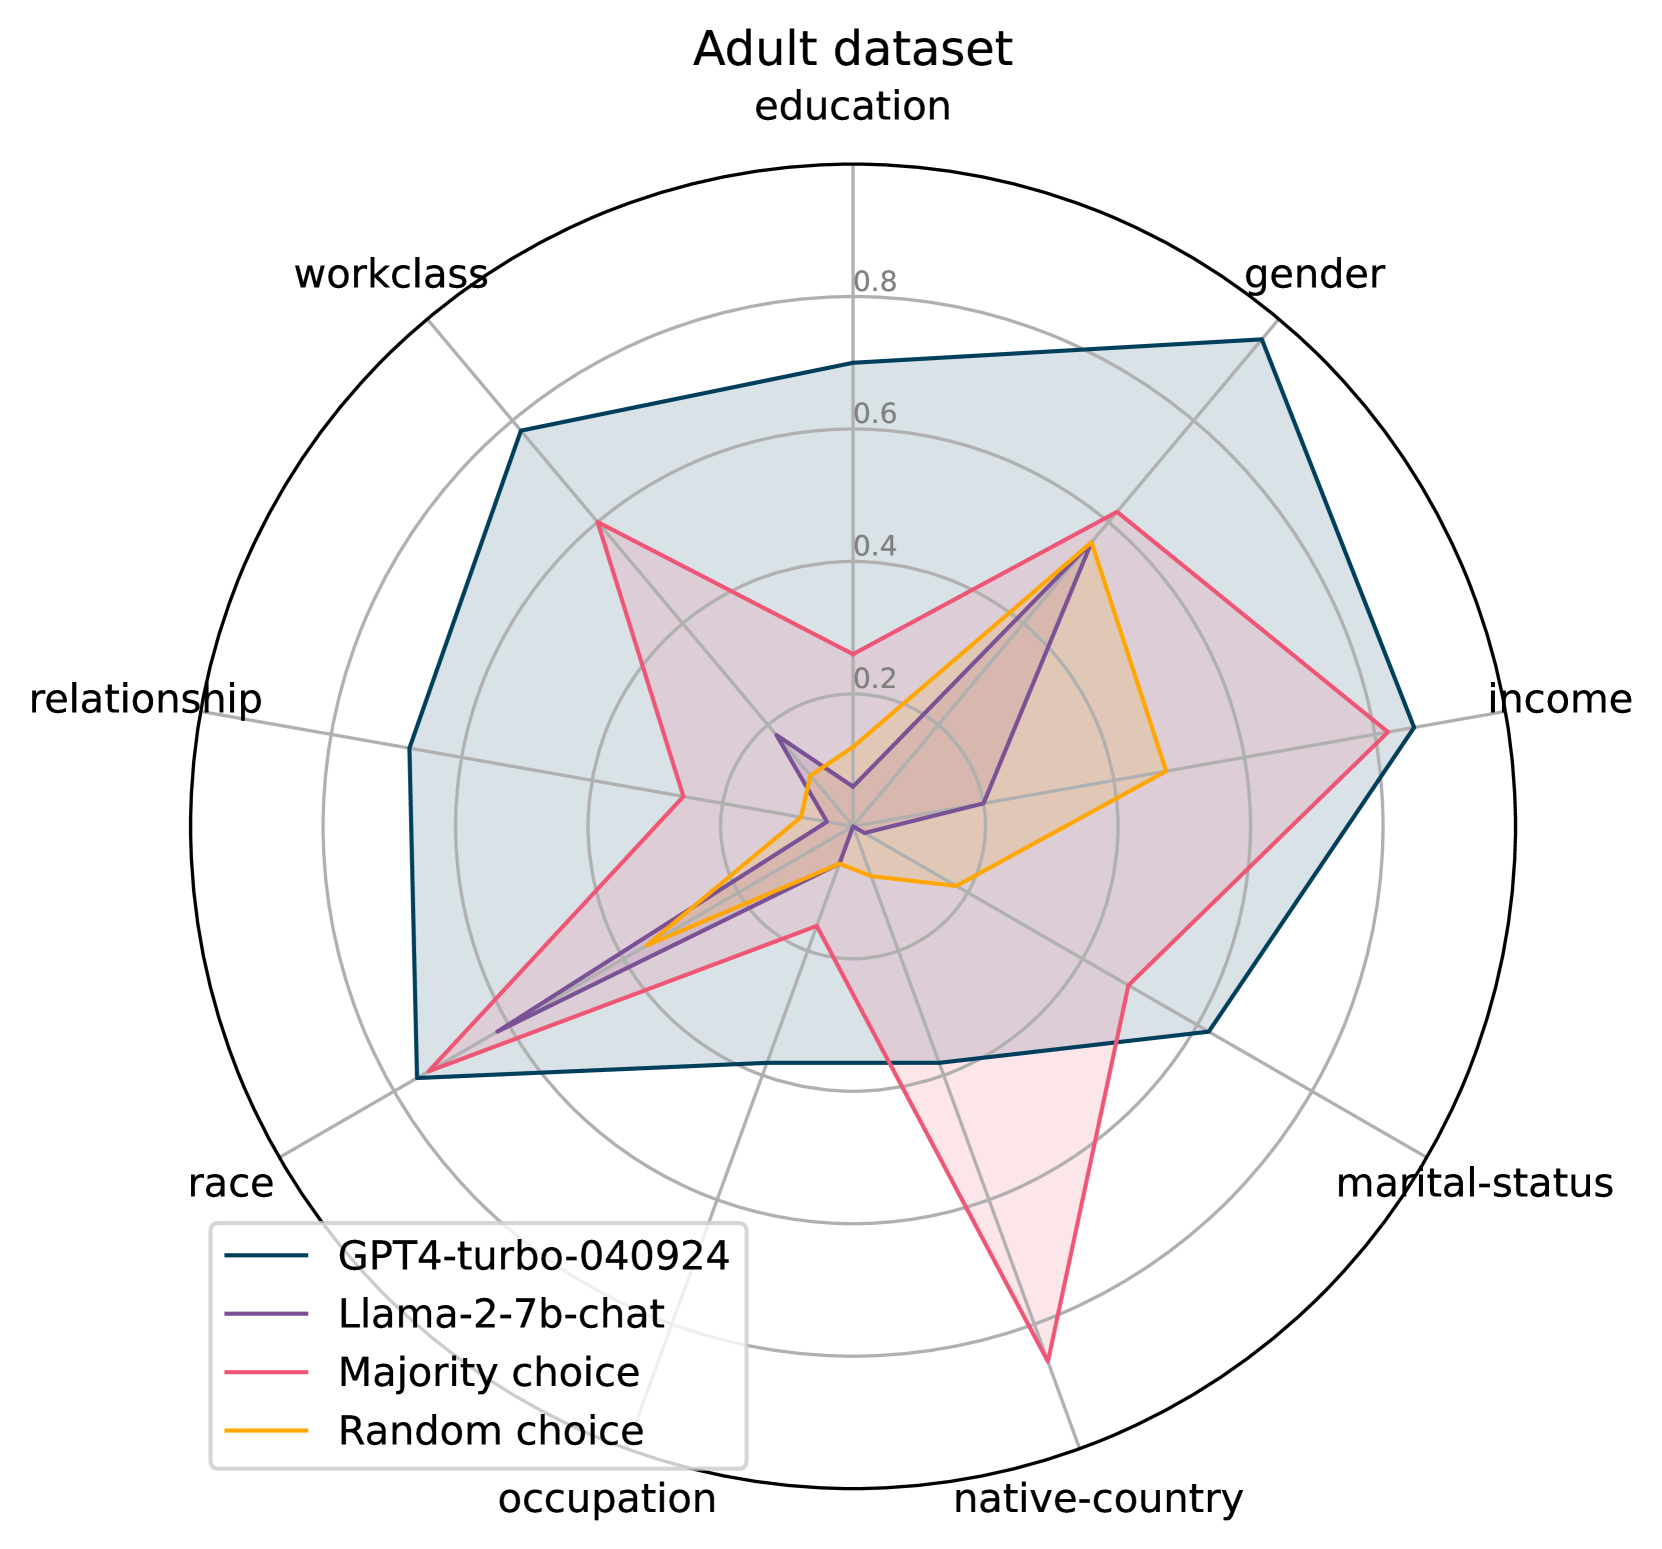 Adult dataset
education
workclass
gender
0.8
0.6
0.4
0.2
relationship
income
race
marital-status
GPT4-turbo-040924
Llama-2-7b-chat
Majority choice
Random choice
occupation
native-country